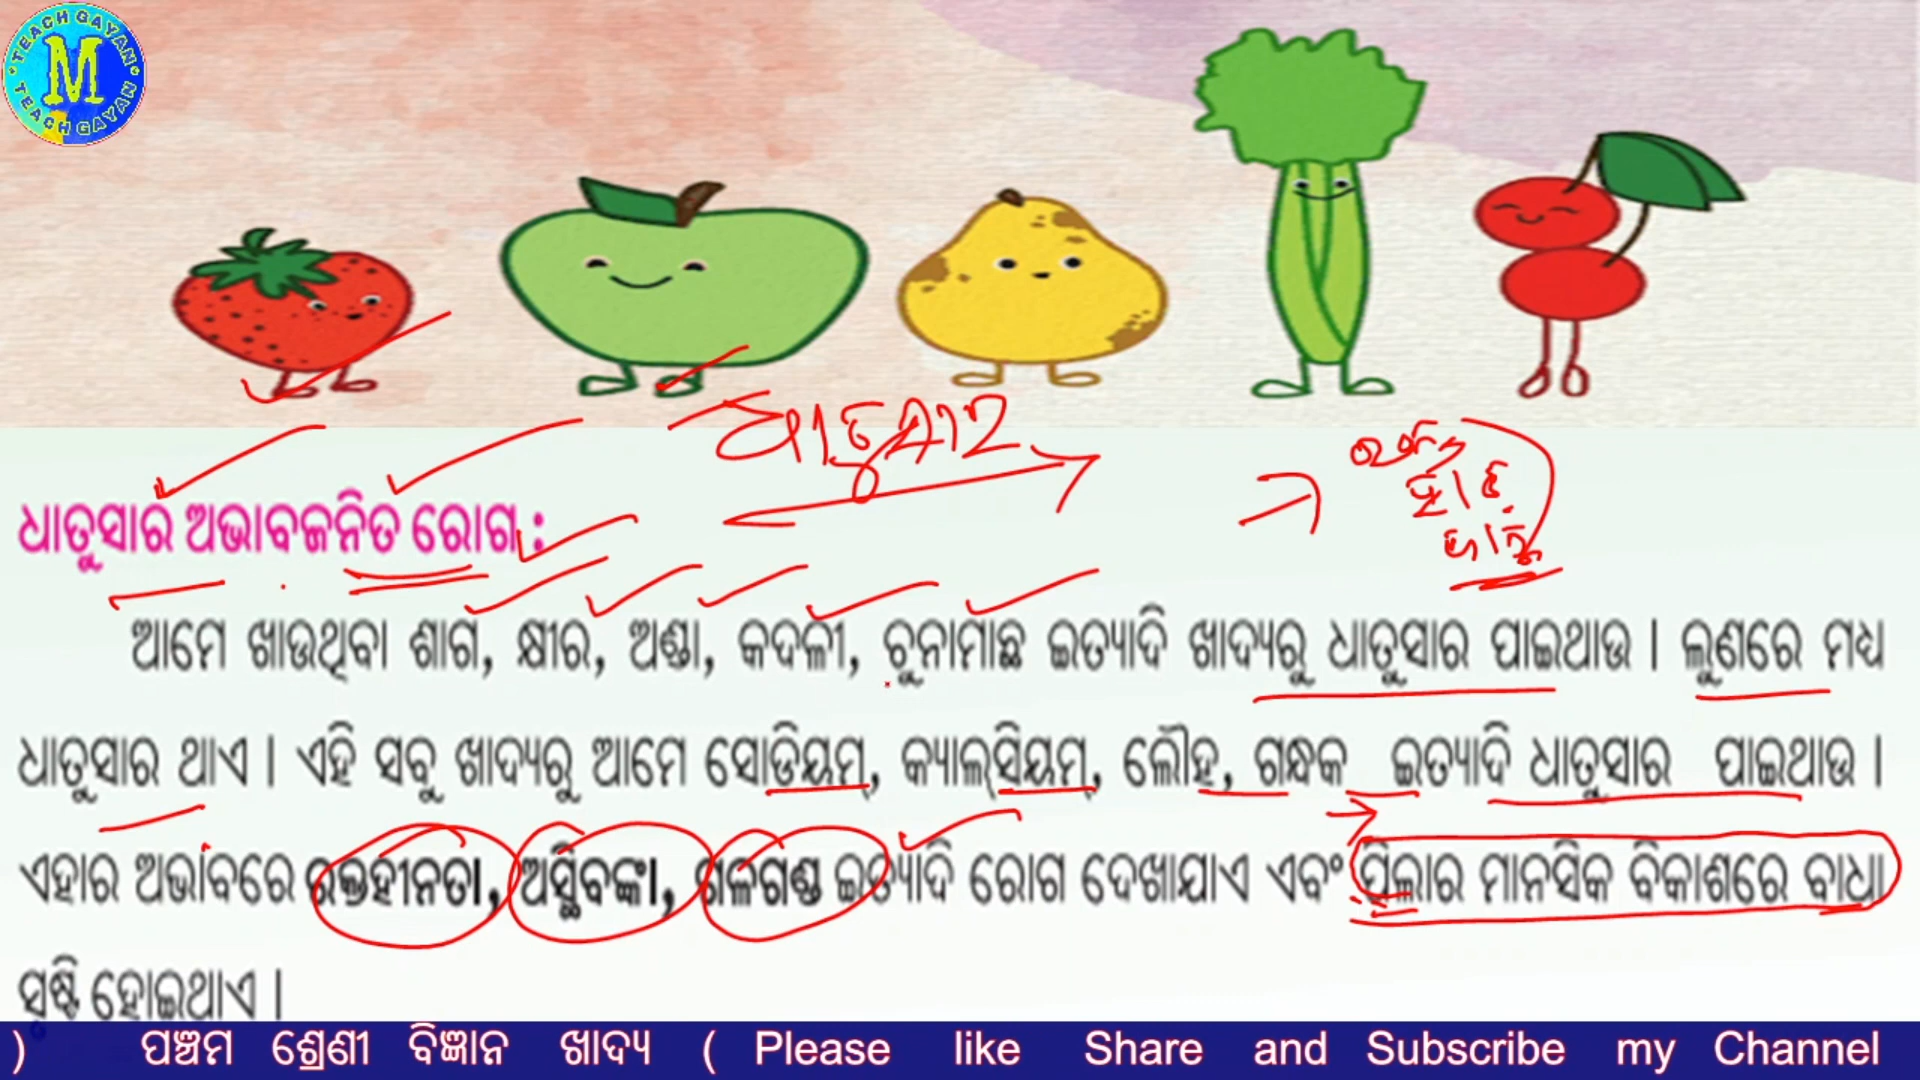 TEACH GAYAN
M
TEACH GAYAN
ଧାତୁସାର
ଧାତୁସାର ଅଭାବଜନିତ ରୋଗ :
ଆମେ ଖାଉଥିବା ଶାଗ, କ୍ଷୀର, ଅଣ୍ଡା, କଦଳୀ, ଚୁନାମାଛ ଇତ୍ୟାଦି ଖାଦ୍ୟରୁ ଧାତୁସାର ପାଇଥାଉ । ଲୁଣରେ ମଧ୍ୟ
ଧାତୁସାର ଥାଏ । ଏହି ସବୁ ଖାଦ୍ୟରୁ ଆମେ ସୋଡିୟମ୍, କ୍ୟାଲ୍‌ସିୟମ୍, ଲୌହ, ଗନ୍ଧକ ଇତ୍ୟାଦି ଧାତୁସାର ପାଇଥାଉ ।
ଏହାର ଅଭାବରେ ରକ୍ତହୀନତା, ଅସ୍ଥିବଙ୍କା, ଗଳଗଣ୍ଡ ଇତ୍ୟାଦି ରୋଗ ଦେଖାଯାଏ ଏବଂ ପିଲାର ମାନସିକ ବିକାଶରେ ବାଧା
ସୃଷ୍ଟି ହୋଇଥାଏ ।
) ପଞ୍ଚମ ଶ୍ରେଣୀ ବିଜ୍ଞାନ ଖାଦ୍ୟ ( Please like Share and Subscribe my Channel